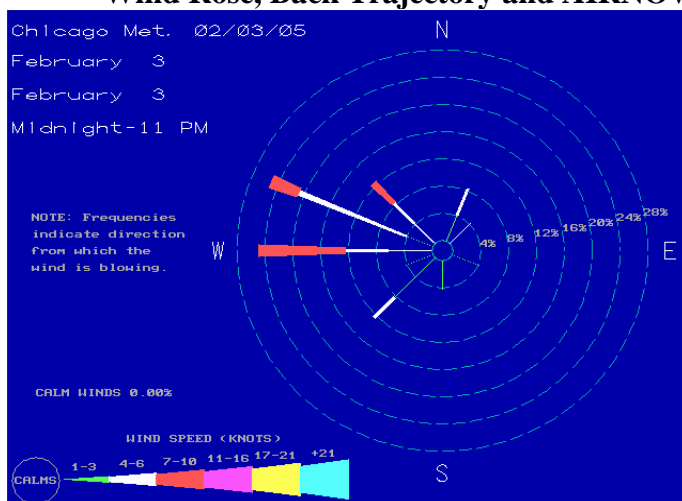 Wind Rose, Back Trajectory and AIRNOW
Chicago Met. 02/03/05
February 3
February 3
Midnight-11 PM
N
NOTE: Frequencies
indicate direction
from which the
wind is blowing.
W
E
4% 8% 12% 16% 20% 24% 28%
CALM WINDS 0.00%
WIND SPEED (KNOTS)
1-3 4-6 7-10 11-16 17-21 +21
CALMS
S